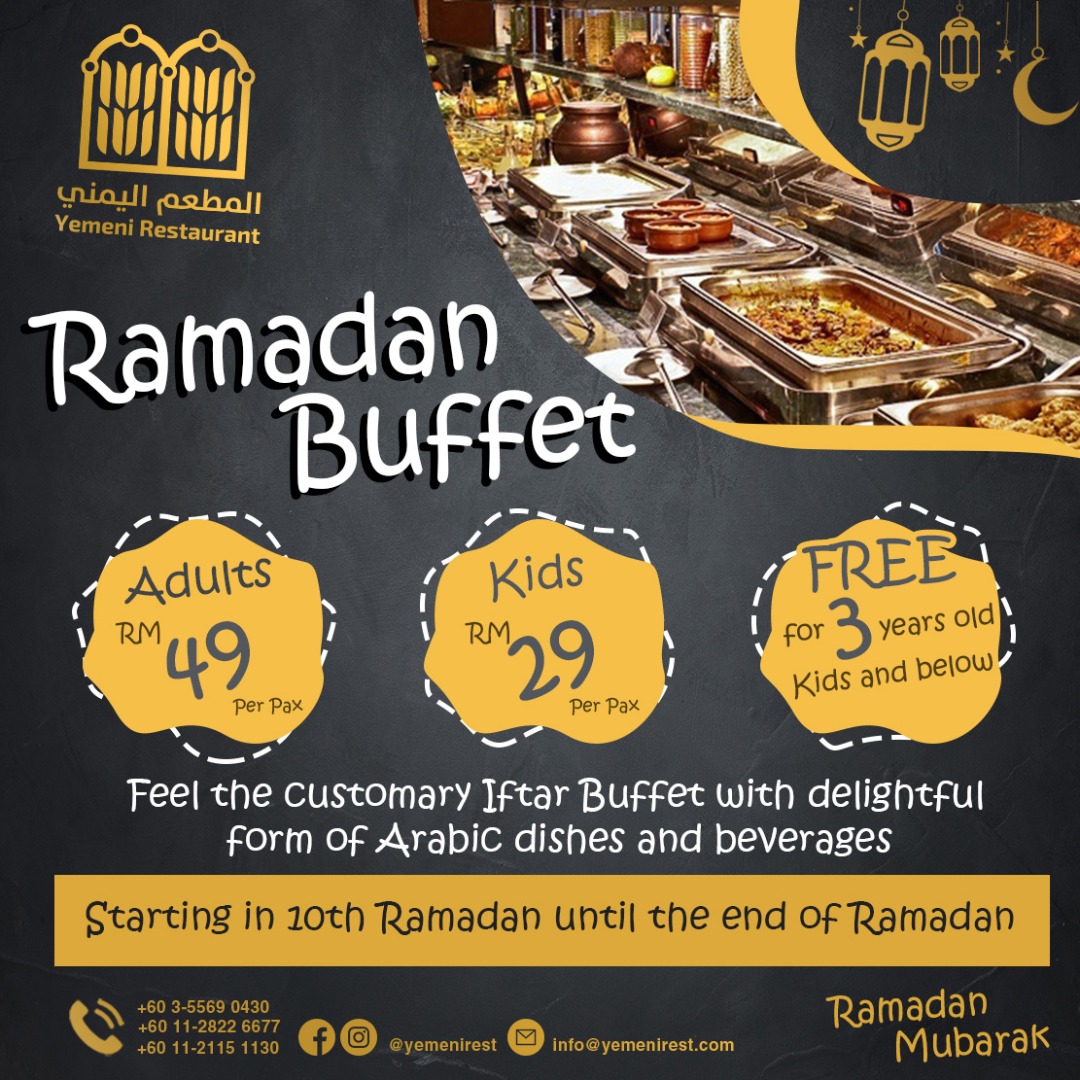 المطعم اليمني
Yemeni Restaurant
Ramadan
Buffet
Adults
RM 49
Per Pax
Kids
RM 29
Per Pax
FREE
for 3 years old
Kids and below
Feel the customary Iftar Buffet with delightful
form of Arabic dishes and beverages
Starting in 10th Ramadan until the end of Ramadan
+60 3-5569 0430
+60 11-2822 6677
+60 11-2115 1130
@yemenirest
info@yemenirest.com
Ramadan
Mubarak